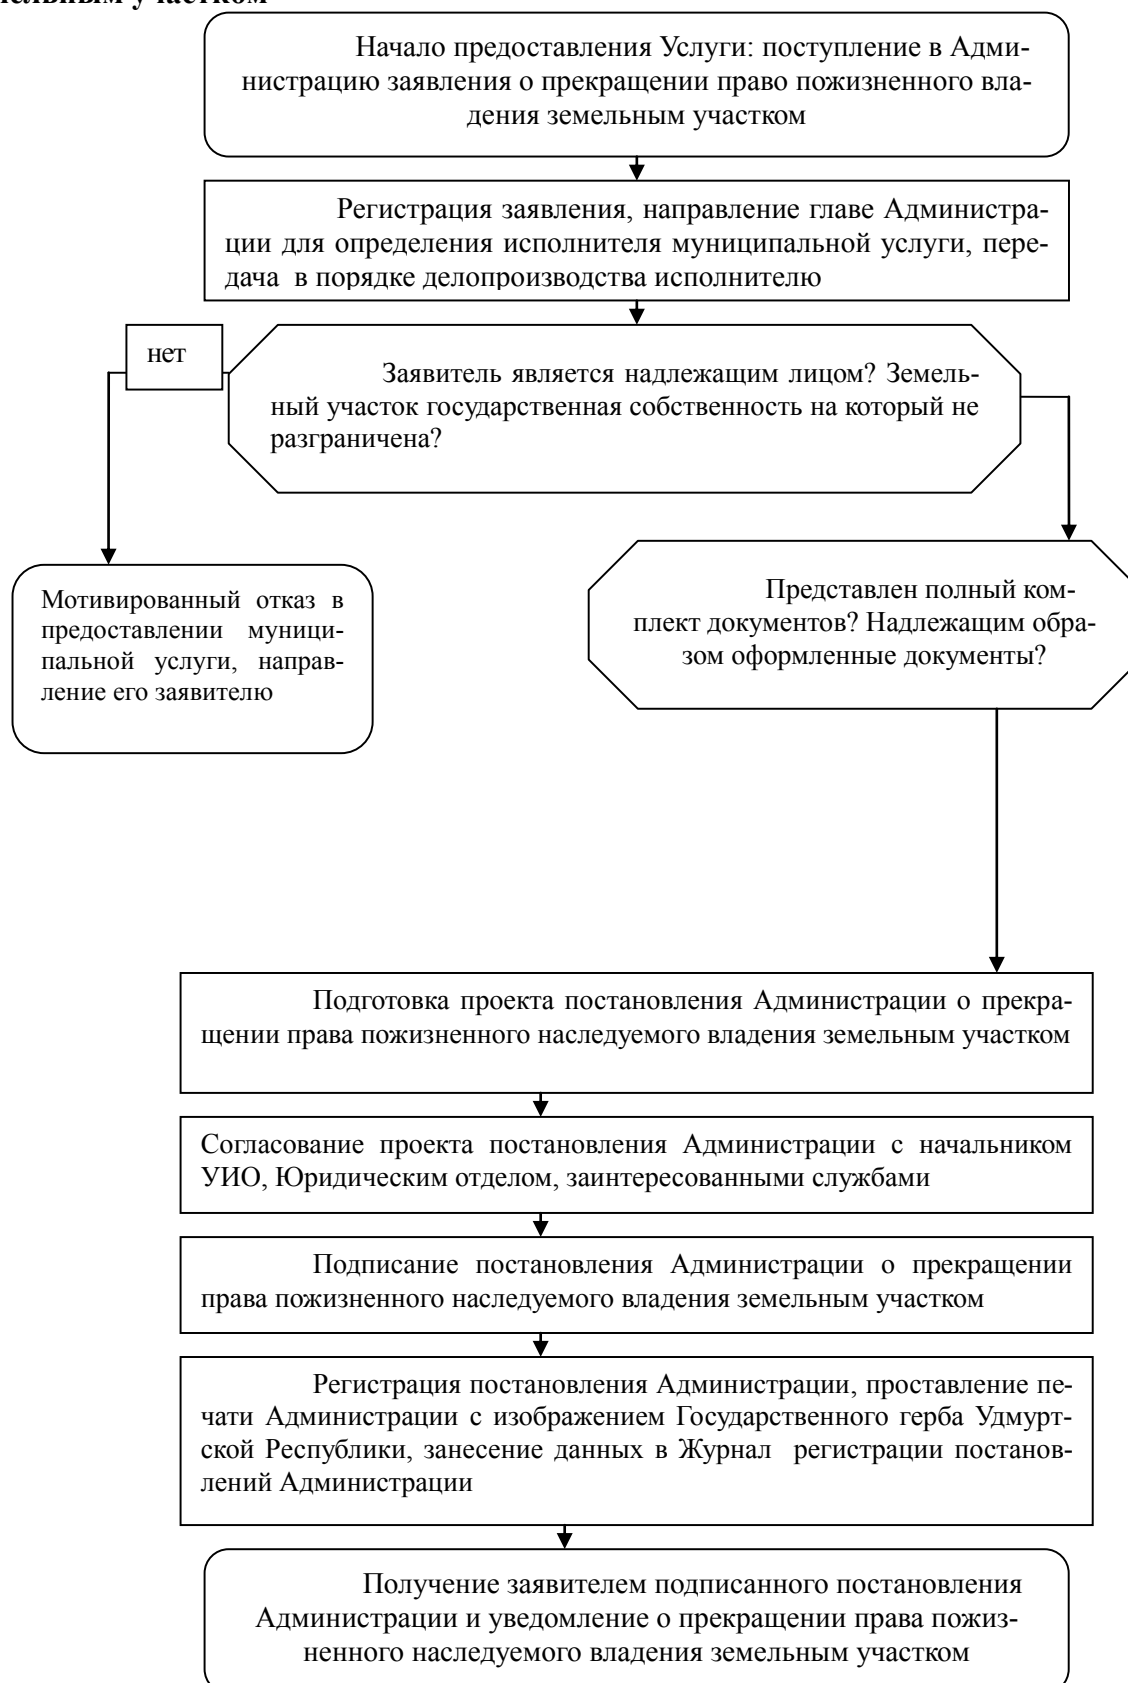 участком
Начало предоставления Услуги: поступление в Адми-
нистрацию заявления о прекращении право пожизненного вла-
дения земельным участком
Регистрация заявления, направление главе Администра-
ции для определения исполнителя муниципальной услуги, пере-
дача в порядке делопроизводства исполнителю
нет
Заявитель является надлежащим лицом? Земель-
ный участок государственная собственность на который не
разграничена?
Представлен полный ком-
плект документов? Надлежащим обра-
зом оформленные документы?
Мотивированный отказ в
предоставлении муници-
пальной услуги, направ-
ление его заявителю
Подготовка проекта постановления Администрации о прекра-
щении права пожизненного наследуемого владения земельным участком
Согласование проекта постановления Администрации с начальником
УИО, Юридическим отделом, заинтересованными службами
Подписание постановления Администрации о прекращении
права пожизненного наследуемого владения земельным участком
Регистрация постановления Администрации, проставление пе-
чати Администрации с изображением Государственного герба Удмурт-
ской Республики, занесение данных в Журнал регистрации постанов-
лений Администрации
Получение заявителем подписанного постановления
Администрации и уведомление о прекращении права пожиз-
ненного наследуемого владения земельным участком